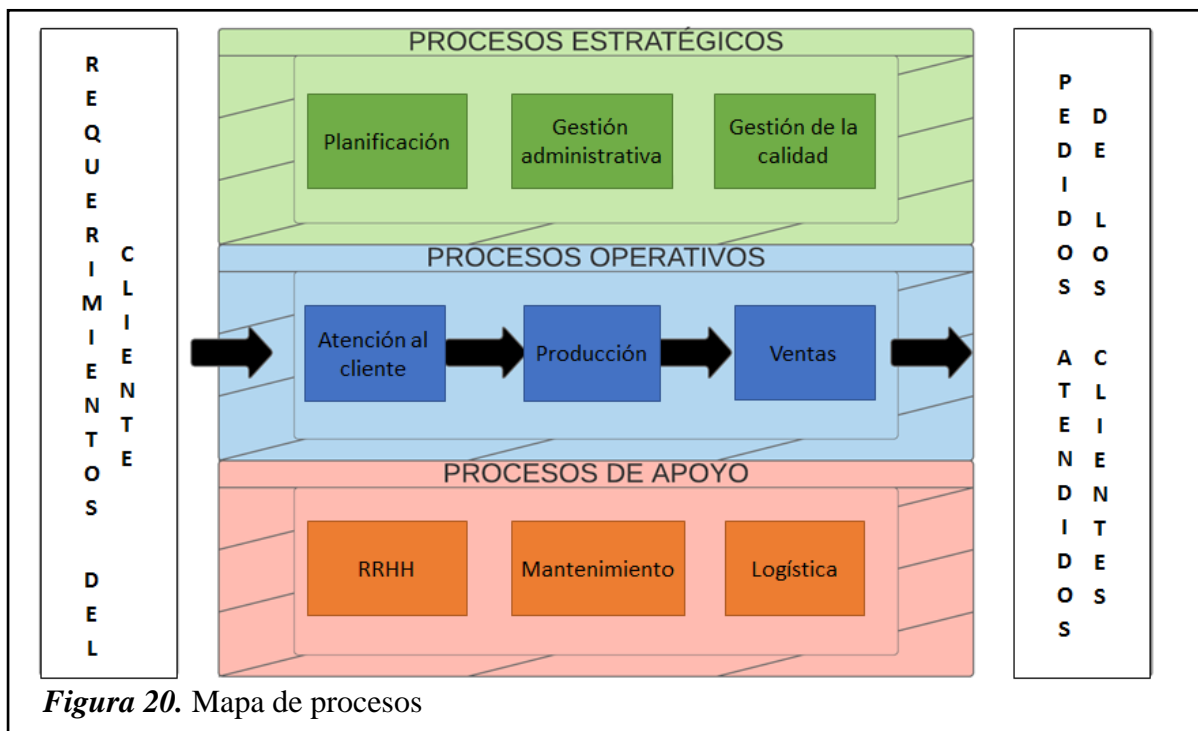 REQUERIMIENTOS DEL
CLIENTE
PROCESOS ESTRATÉGICOS
Planificación
Gestión
administrativa
Gestión de la
calidad
PROCESOS OPERATIVOS
Atención al
cliente
Producción
Ventas
PROCESOS DE APOYO
RRHH
Mantenimiento
Logística
PEDIDOS ATENDIDOS
DE LOS CLIENTES
Figura 20. Mapa de procesos